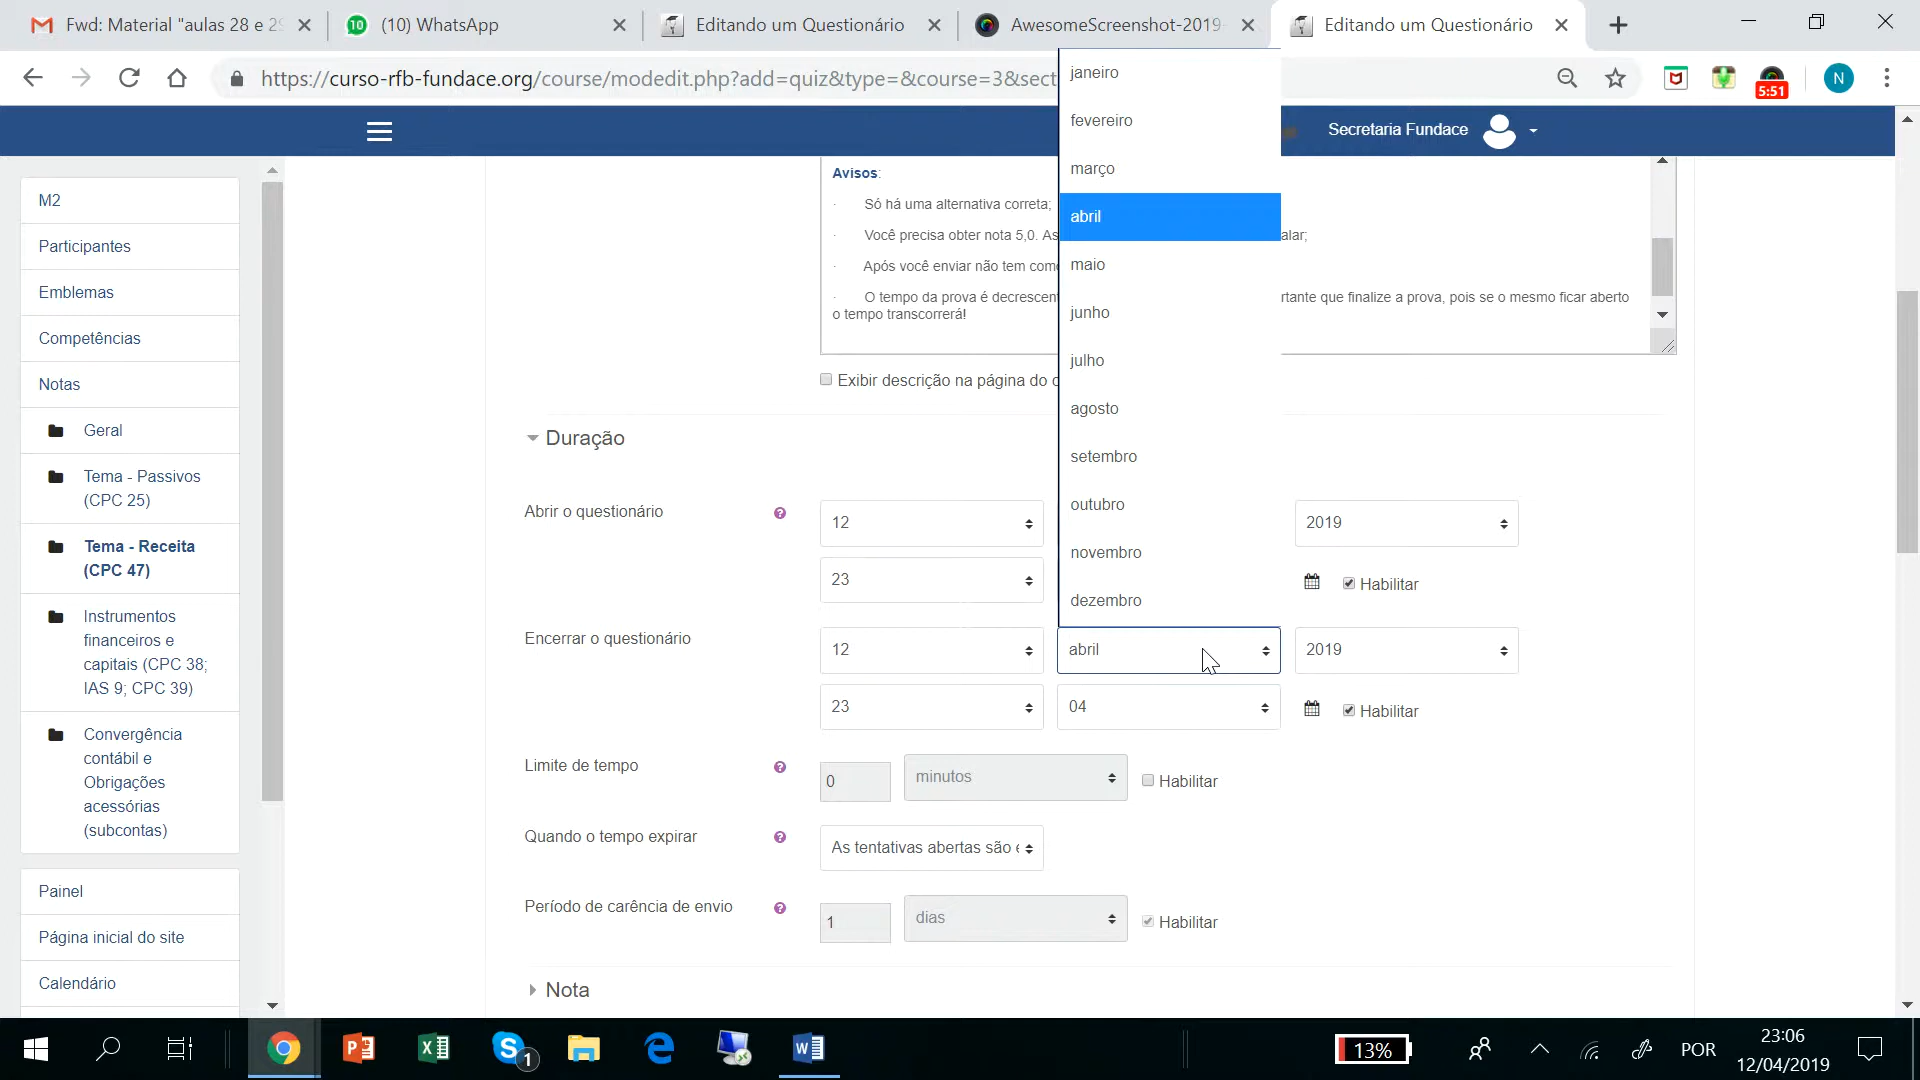 Fwd: Material "aulas 28 e 29
(10) WhatsApp
Editando um Questionário
AwesomeScreenshot-2019-
Editando um Questionário
https://curso-rfb-fundace.org/course/modedit.php?add=quiz&type=&course=3&sect
5:51
N
Secretaria Fundace
M2
Participantes
Emblemas
Competências
Notas
Geral
Tema - Passivos
(CPC 25)
Tema - Receita
(CPC 47)
Instrumentos
financeiros e
capitais (CPC 38;
IAS 9; CPC 39)
Convergência
contábil e
Obrigações
acessórias
(subcontas)
Painel
Página inicial do site
Calendário
Avisos:
· Só há uma alternativa correta;
· Você precisa obter nota 5,0. As alar;
· Após você enviar não tem como
· O tempo da prova é decrescent rtante que finalize a prova, pois se o mesmo ficar aberto
o tempo transcorrerá!
Exibir descrição na página do c
janeiro
fevereiro
março
abril
maio
junho
julho
agosto
setembro
outubro
novembro
dezembro
Duração
Abrir o questionário
12
2019
23
Habilitar
Encerrar o questionário
12
abril
2019
23
04
Habilitar
Limite de tempo
0
minutos
Habilitar
Quando o tempo expirar
As tentativas abertas são e
Período de carência de envio
1
dias
Habilitar
Nota
1
13%
POR
23:06
12/04/2019